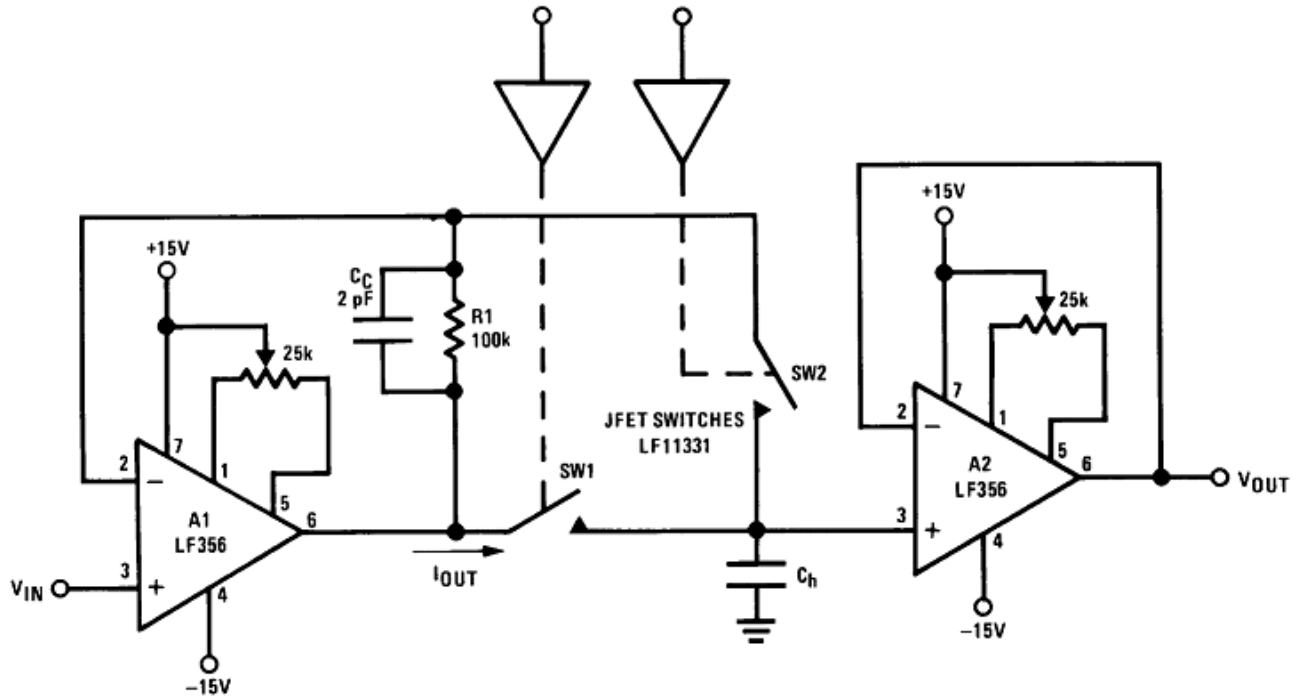 +15V
7
25k
1
5
2
−
A1
LF356
6
3
+
4
VIN
−15V
CC
2 pF
R1
100k
IOUT
SW1
SW2
JFET SWITCHES
LF11331
Ch
+15V
7
25k
1
5
2
−
A2
LF356
6
3
+
4
−15V
VOUT